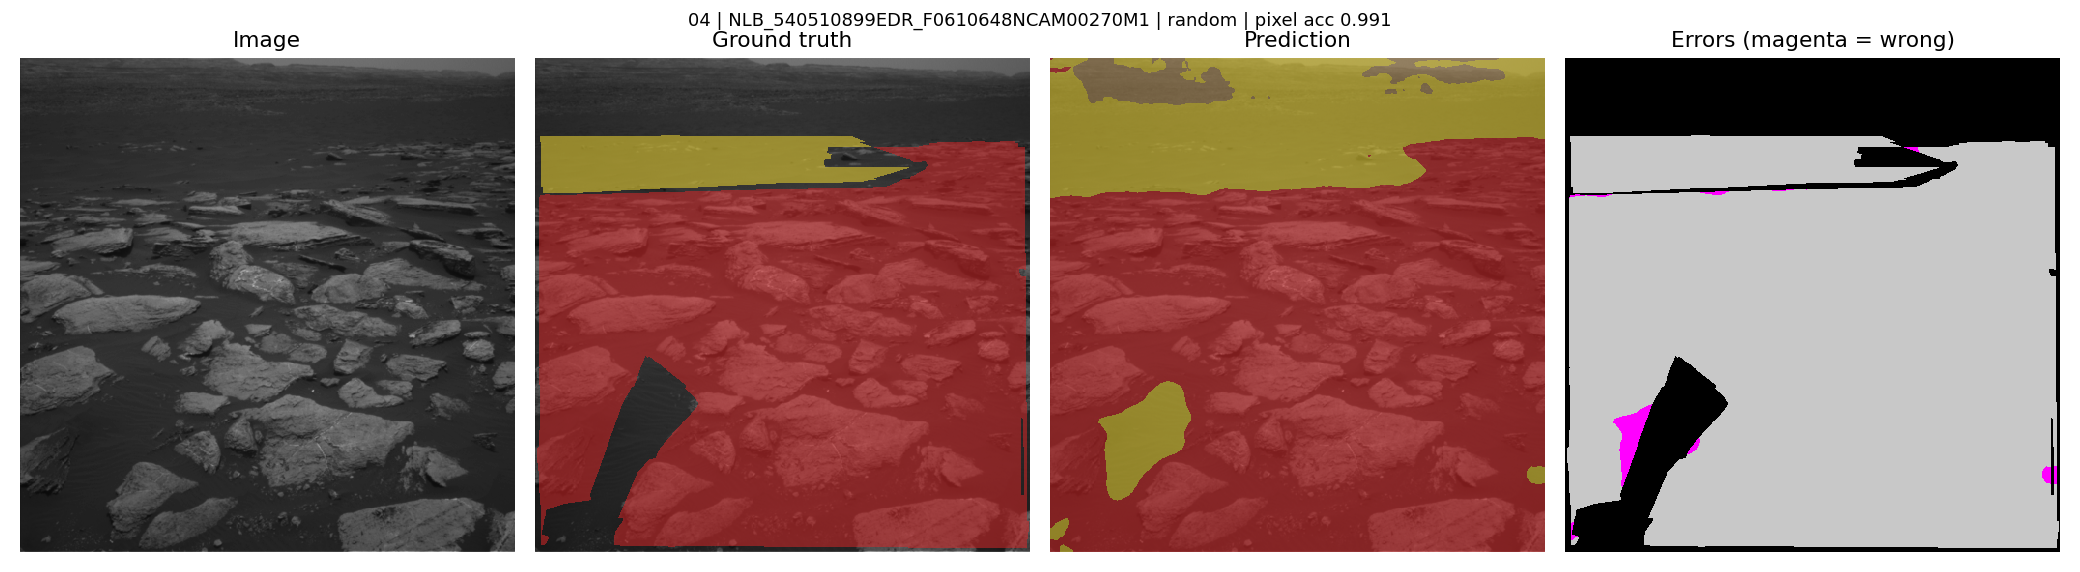 04 | NLB_540510899EDR_F0610648NCAM00270M1 | random | pixel acc 0.991
Image
Ground truth
Prediction
Errors (magenta = wrong)